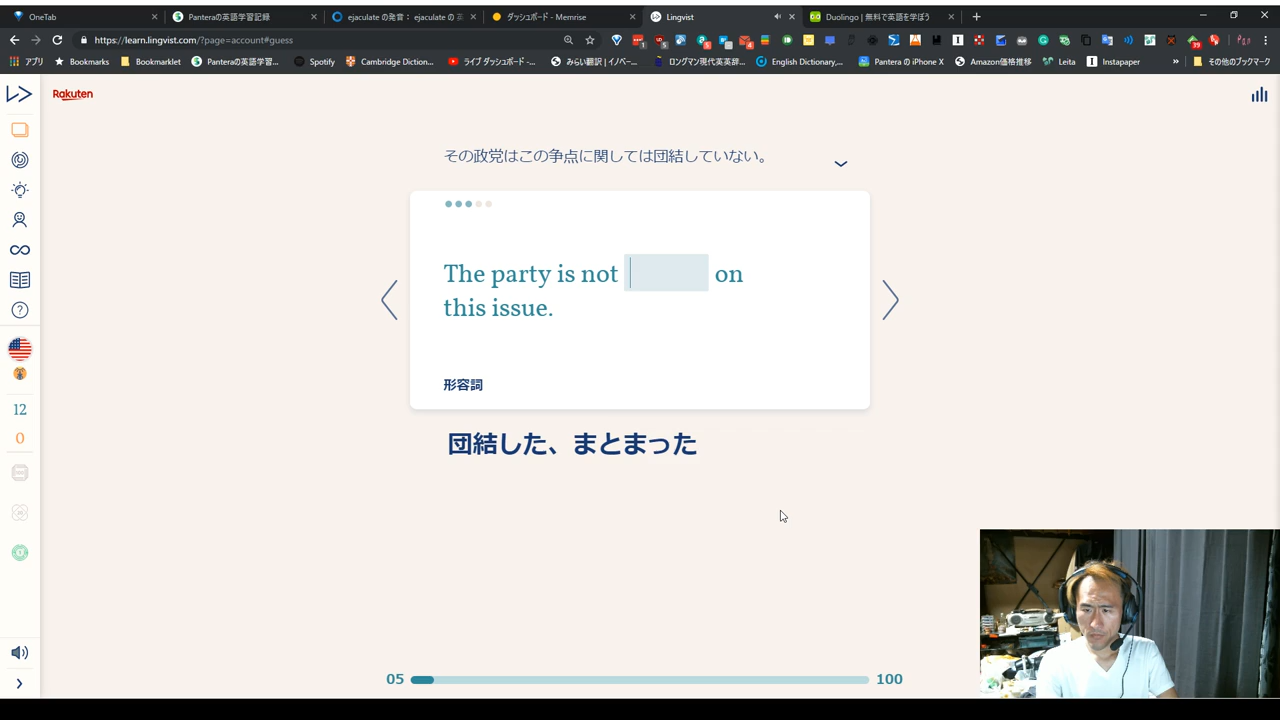 OneTab
Panteraの英語学習記録
ejaculate の発音： ejaculate の 英
ダッシュボード - Memrise
Lingvist
Duolingo | 無料で英語を学ぼう
https://learn.lingvist.com/?page=account#guess
アプリ
Bookmarks
Bookmarklet
Panteraの英語学習...
Spotify
Cambridge Diction...
ライブ ダッシュボード -...
みらい翻訳 | イノベー...
ロングマン現代英英辞...
English Dictionary,...
Pantera の iPhone X
Amazon価格推移
Leita
Instapaper
»
その他のブックマーク
Rakuten
その政党はこの争点に関しては団結していない。
The party is not
on
this issue.
形容詞
団結した、まとまった
12
0
05
100